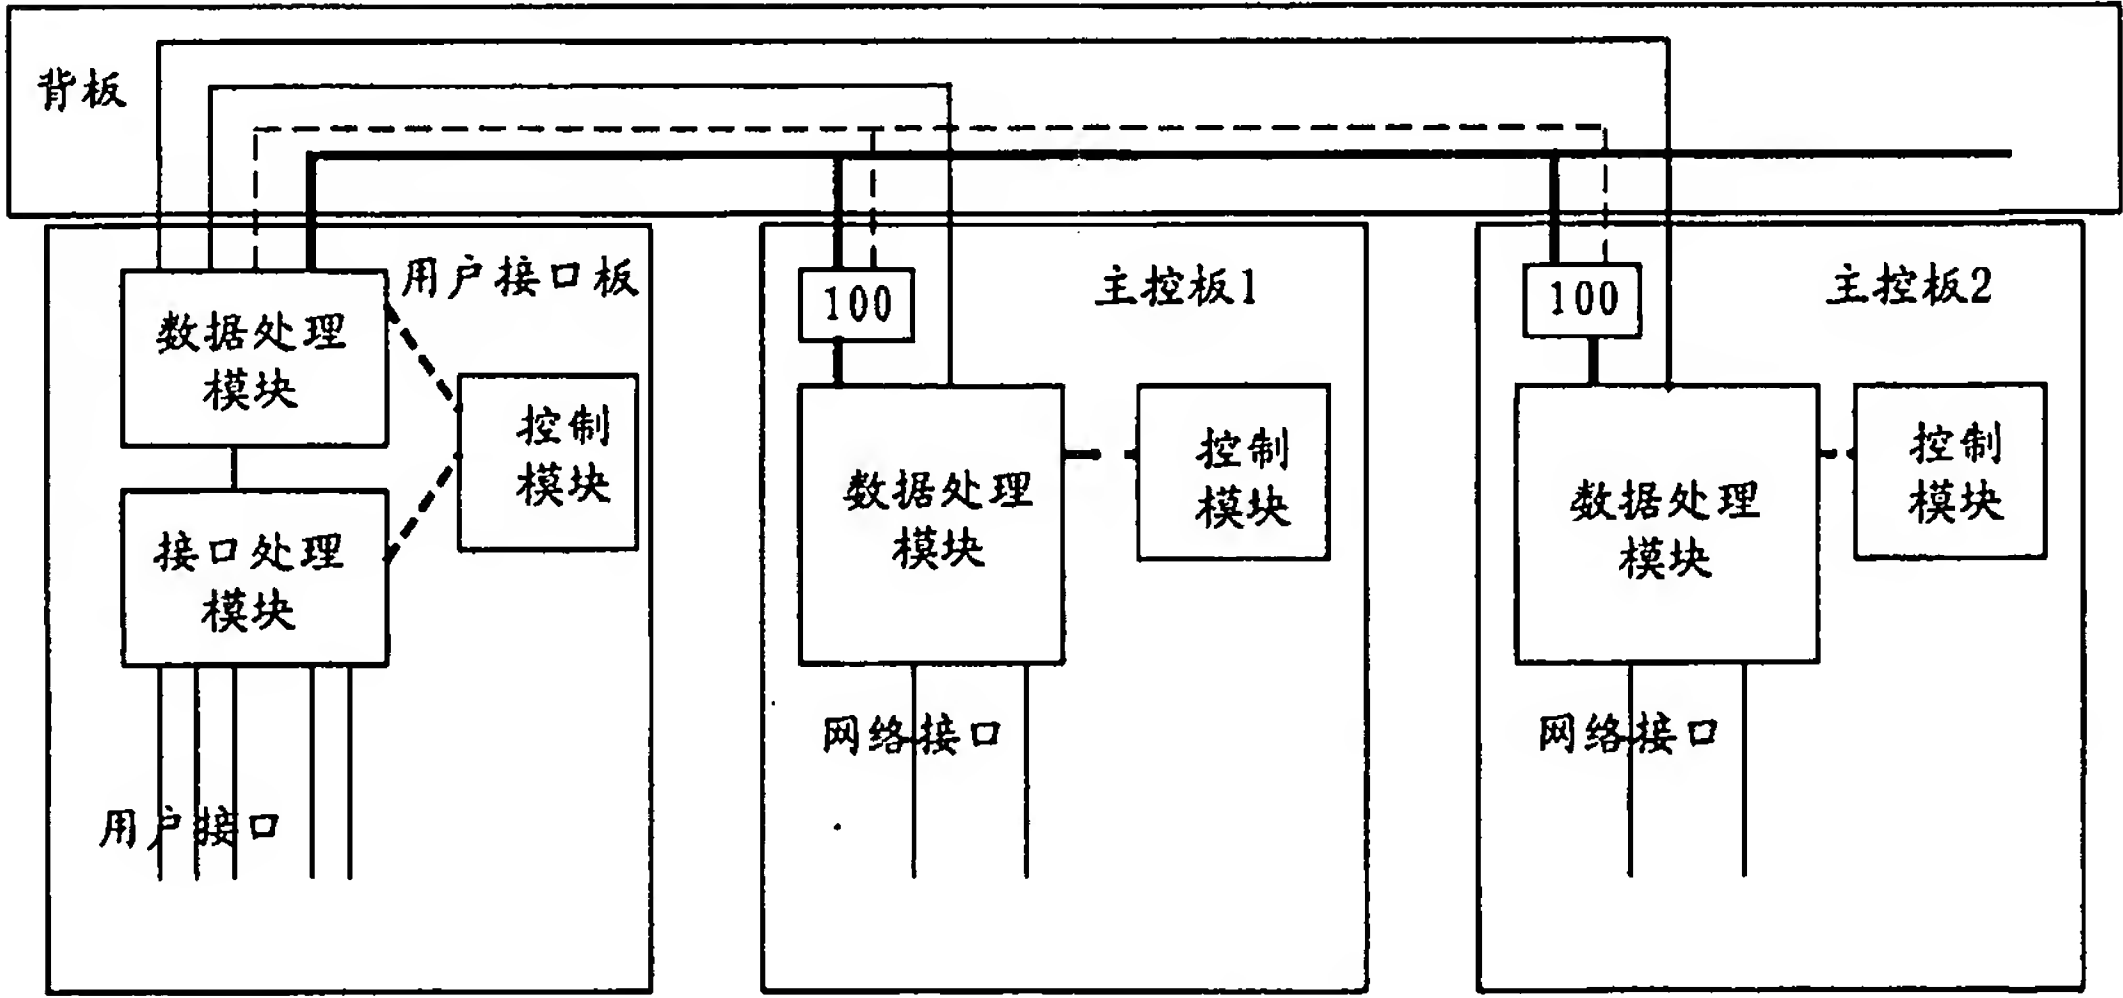 背板
用户接口板
数据处理
模块
控制
模块
接口处理
模块
用户接口
主控板1
100
数据处理
模块
控制
模块
网络接口
主控板2
100
数据处理
模块
控制
模块
网络接口